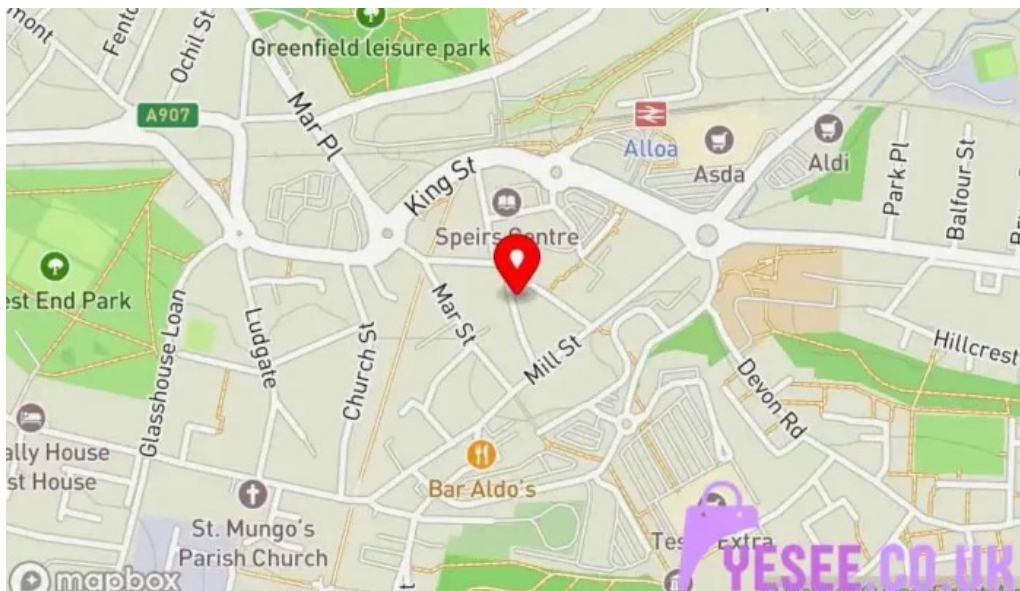 Greenfield leisure park
Ochil St
A907
Mar Pl
King St
Alloa
Asda
Aldi
Park Pl
Balfour St
Speirs Centre
est End Park
Glasshouse Loan
Ludgate
Church St
Mar St
Mill St
Devon Rd
Hillcrest
ally House
st House
Bar Aldo's
St. Mungo's
Parish Church
Extra
mapbox
YESEE.CO.UK